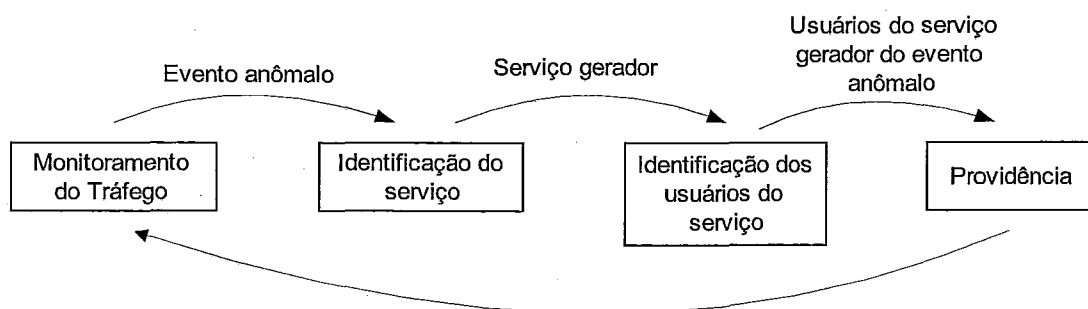 Evento anômalo
Serviço gerador
Usuários do serviço
gerador do evento
anômalo
Monitoramento
do Tráfego
Identificação do
serviço
Identificação dos
usuários do
serviço
Providência